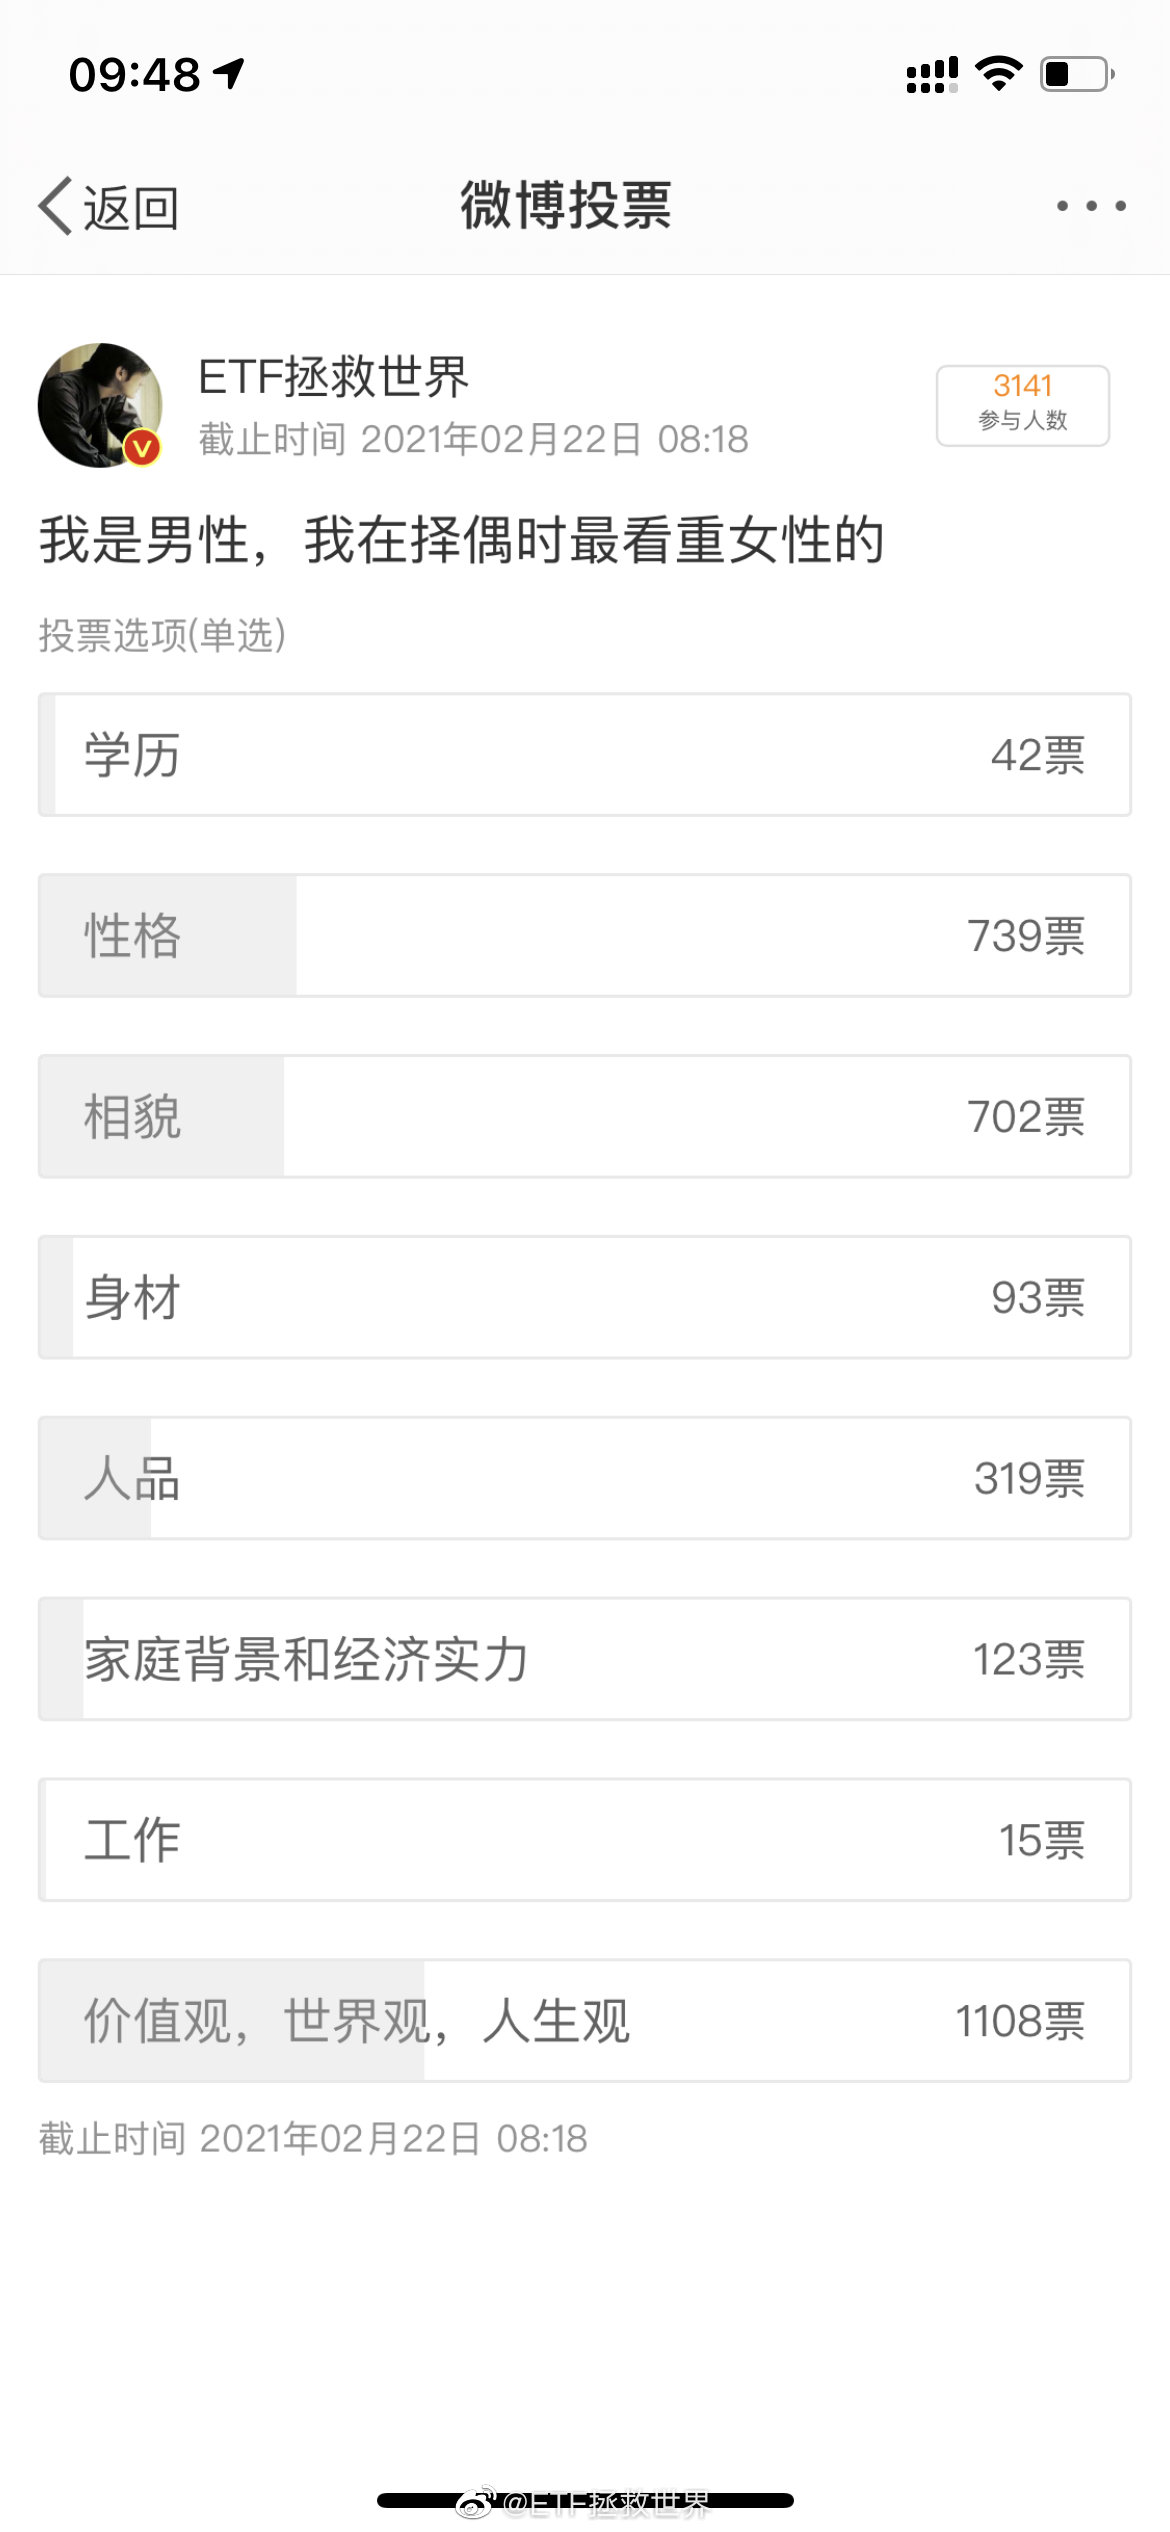 09:48
返回
微博投票
ETF拯救世界
截止时间 2021年02月22日 08:18
3141
参与人数
我是男性，我在择偶时最看重女性的
投票选项(单选)
学历 42票
性格 739票
相貌 702票
身材 93票
人品 319票
家庭背景和经济实力 123票
工作 15票
价值观，世界观，人生观 1108票
截止时间 2021年02月22日 08:18
@ETF拯救世界